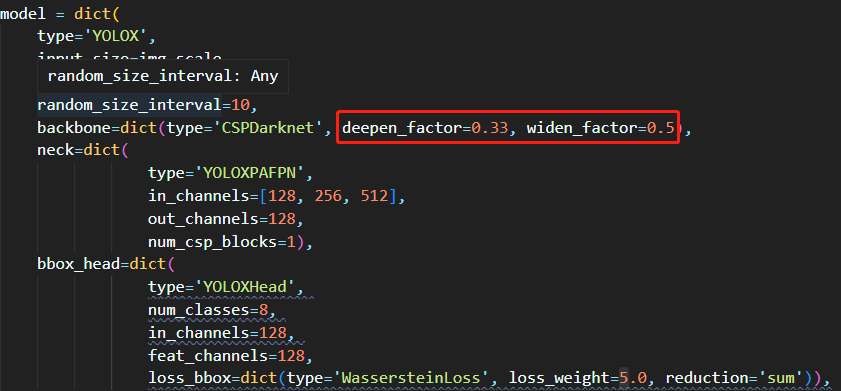 model = dict(
type='YOLOX',
input_size=img_scale,
random_size_interval: Any
random_size_interval=10,
backbone=dict(type='CSPDarknet', deepen_factor=0.33, widen_factor=0.5),
neck=dict(
type='YOLOXPAFPN',
in_channels=[128, 256, 512],
out_channels=128,
num_csp_blocks=1),
bbox_head=dict(
type='YOLOXHead',
num_classes=8,
in_channels=128,
feat_channels=128,
loss_bbox=dict(type='WassersteinLoss', loss_weight=5.0, reduction='sum')),